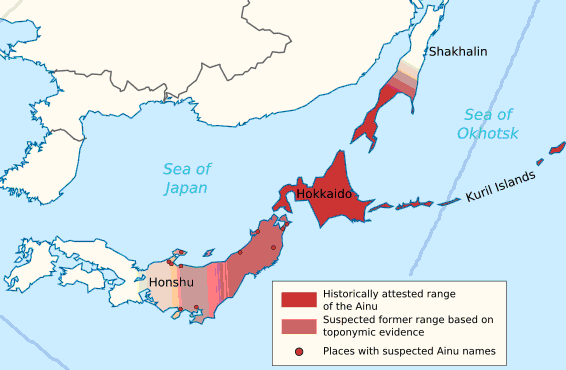 Shakhalin
Sea of
Okhotsk
Sea of
Japan
Hokkaido
Kuril Islands
Honshu
Historically attested range
of the Ainu
Suspected former range based on
toponymic evidence
Places with suspected Ainu names